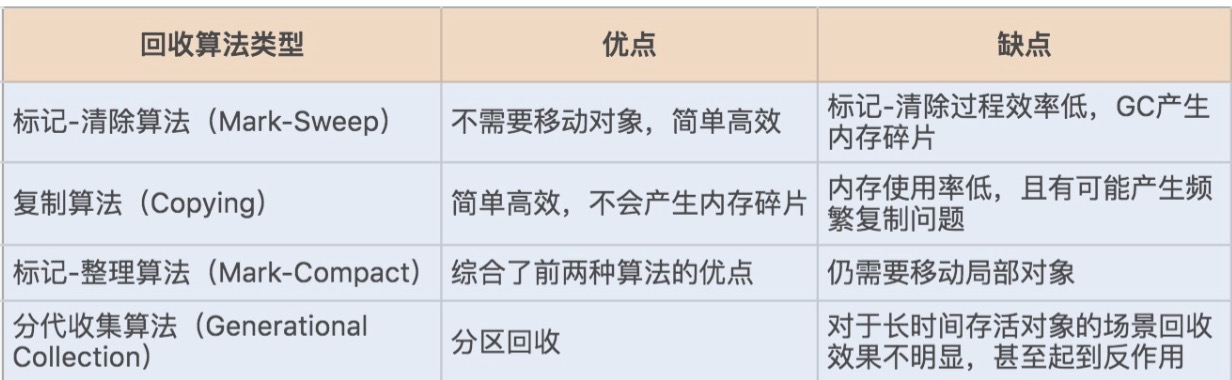 回收算法类型 优点 缺点
标记-清除算法（Mark-Sweep） 不需要移动对象，简单高效 标记-清除过程效率低，GC产生
内存碎片
复制算法（Copying） 简单高效，不会产生内存碎片 内存使用率低，且有可能产生频
繁复制问题
标记-整理算法（Mark-Compact） 综合了前两种算法的优点 仍需要移动局部对象
分代收集算法（Generational
Collection） 分区回收 对于长时间存活对象的场景回收
效果不明显，甚至起到反作用